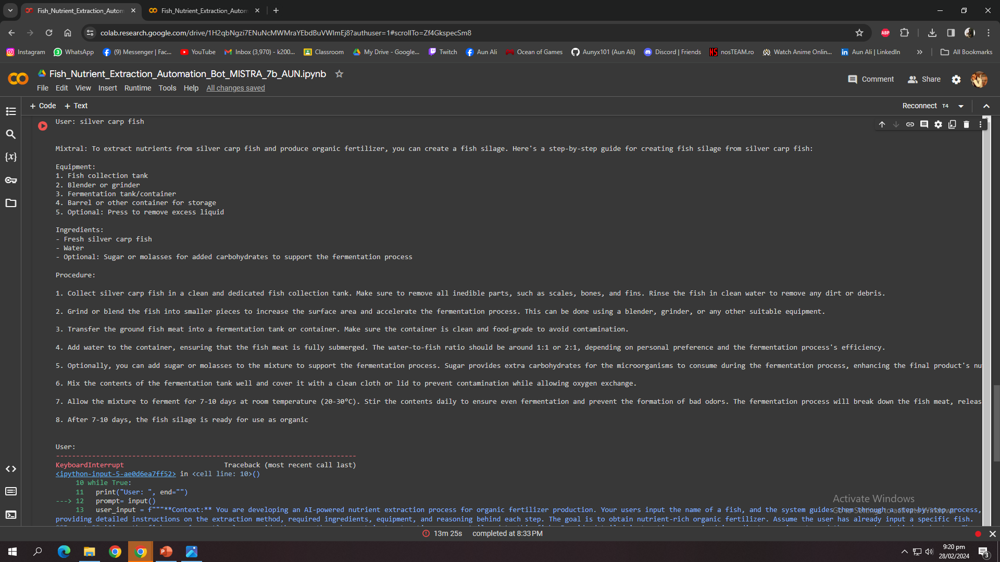 Fish_Nutrient_Extraction_Autom
Fish_Nutrient_Extraction_Autom
colab.research.google.com/drive/1H2qbNgzi7ENuNcMWMraYEbdBuVWImEj8?authuser=1#scrollTo=Zf4GkspecSm8
ABP
Instagram
WhatsApp
(9) Messenger | Fac...
YouTube
Inbox (3,970) - k200...
Classroom
My Drive - Google...
Twitch
Aun Ali
Ocean of Games
Aunyx101 (Aun Ali)
Discord | Friends
NS nosTEAM.ro
Watch Anime Onlin...
Aun Ali | LinkedIn
All Bookmarks
Fish_Nutrient_Extraction_Automation_Bot_MISTRA_7b_AUN.ipynb
Comment
Share
File Edit View Insert Runtime Tools Help All changes saved
+ Code + Text
Reconnect T4
User: silver carp fish
Mixtral: To extract nutrients from silver carp fish and produce organic fertilizer, you can create a fish silage. Here's a step-by-step guide for creating fish silage from silver carp fish:
Equipment:
1. Fish collection tank
2. Blender or grinder
3. Fermentation tank/container
4. Barrel or other container for storage
5. Optional: Press to remove excess liquid
Ingredients:
- Fresh silver carp fish
- Water
- Optional: Sugar or molasses for added carbohydrates to support the fermentation process
Procedure:
1. Collect silver carp fish in a clean and dedicated fish collection tank. Make sure to remove all inedible parts, such as scales, bones, and fins. Rinse the fish in clean water to remove any dirt or debris.
2. Grind or blend the fish into smaller pieces to increase the surface area and accelerate the fermentation process. This can be done using a blender, grinder, or any other suitable equipment.
3. Transfer the ground fish meat into a fermentation tank or container. Make sure the container is clean and food-grade to avoid contamination.
4. Add water to the container, ensuring that the fish meat is fully submerged. The water-to-fish ratio should be around 1:1 or 2:1, depending on personal preference and the fermentation process's efficiency.
5. Optionally, you can add sugar or molasses to the mixture to support the fermentation process. Sugar provides extra carbohydrates for the microorganisms to consume during the fermentation process, enhancing the final product's nu
6. Mix the contents of the fermentation tank well and cover it with a clean cloth or lid to prevent contamination while allowing oxygen exchange.
7. Allow the mixture to ferment for 7-10 days at room temperature (20-30°C). Stir the contents daily to ensure even fermentation and prevent the formation of bad odors. The fermentation process will break down the fish meat, releas
8. After 7-10 days, the fish silage is ready for use as organic
User:
---------------------------------------------------------------------------
KeyboardInterrupt Traceback (most recent call last)
<ipython-input-5-ae0d6ea7ff52> in <cell line: 10>()
10 while True:
11 print("User: ", end="")
---> 12 prompt= input()
13 user_input = f"""**Context:** You are developing an AI-powered nutrient extraction process for organic fertilizer production. Your users input the name of a fish, and the system guides them through a step-by-step process,
providing detailed instructions on the extraction method, required ingredients, equipment, and reasoning behind each step. The goal is to obtain nutrient-rich organic fertilizer. Assume the user has already input a specific fish.
Activate Windows
Go to Settings to activate Windows.
13m 25s completed at 8:33 PM
9:20 pm
28/02/2024
3